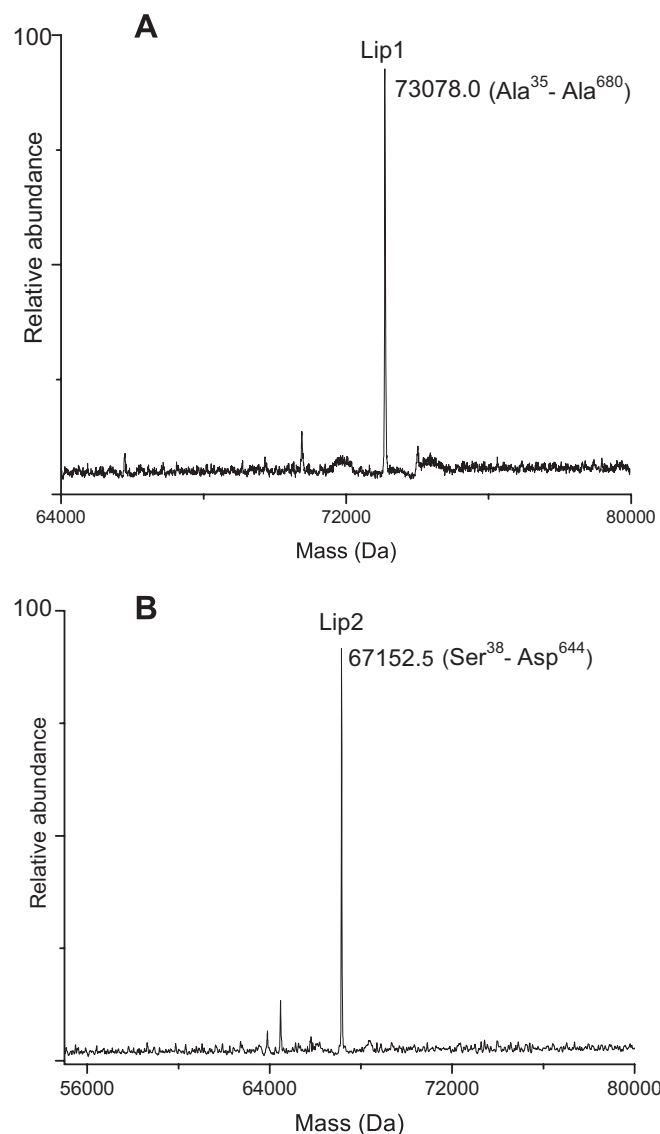 A
100
Lip1
73078.0 (Ala³⁵- Ala⁶⁸⁰)
Relative abundance
64000 72000 80000
Mass (Da)
B
100
Lip2
67152.5 (Ser³⁸- Asp⁶⁴⁴)
Relative abundance
56000 64000 72000 80000
Mass (Da)